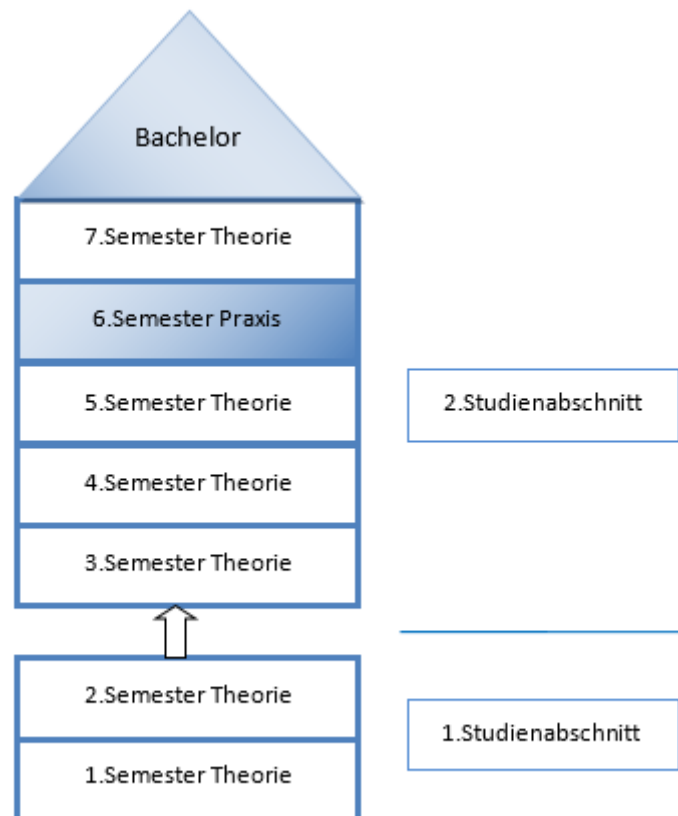 Bachelor
7.Semester Theorie
6.Semester Praxis
5.Semester Theorie
2.Studienabschnitt
4.Semester Theorie
3.Semester Theorie
2.Semester Theorie
1.Studienabschnitt
1.Semester Theorie